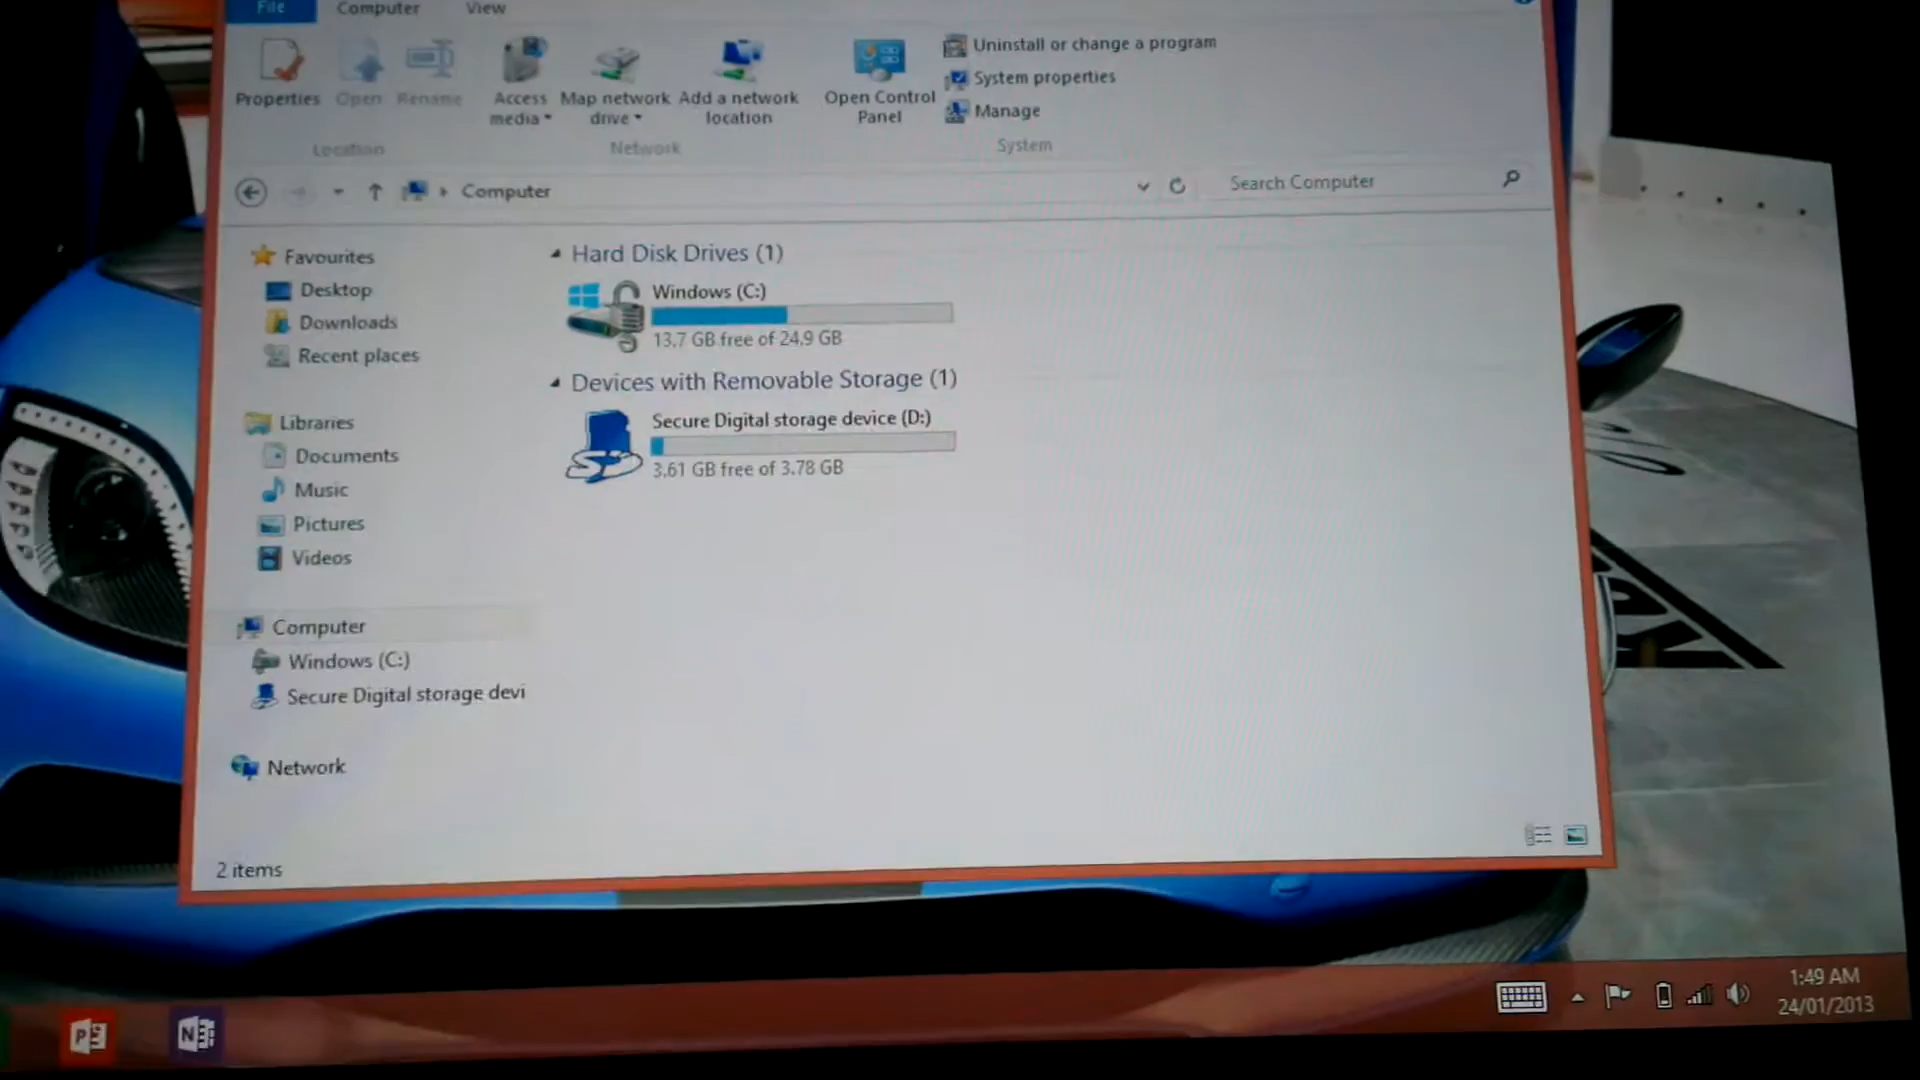 File Computer View
Properties Open Rename Access media Map network drive Add a network location Open Control Panel Uninstall or change a program
System properties
Manage
Location Network System
Computer Search Computer
Favourites
Desktop
Downloads
Recent places
Libraries
Documents
Music
Pictures
Videos
Computer
Windows (C:)
Secure Digital storage devi
Network
Hard Disk Drives (1)
Windows (C:)
13.7 GB free of 24.9 GB
Devices with Removable Storage (1)
Secure Digital storage device (D:)
SD
3.61 GB free of 3.78 GB
2 items
P
N
1:49 AM
24/01/2013